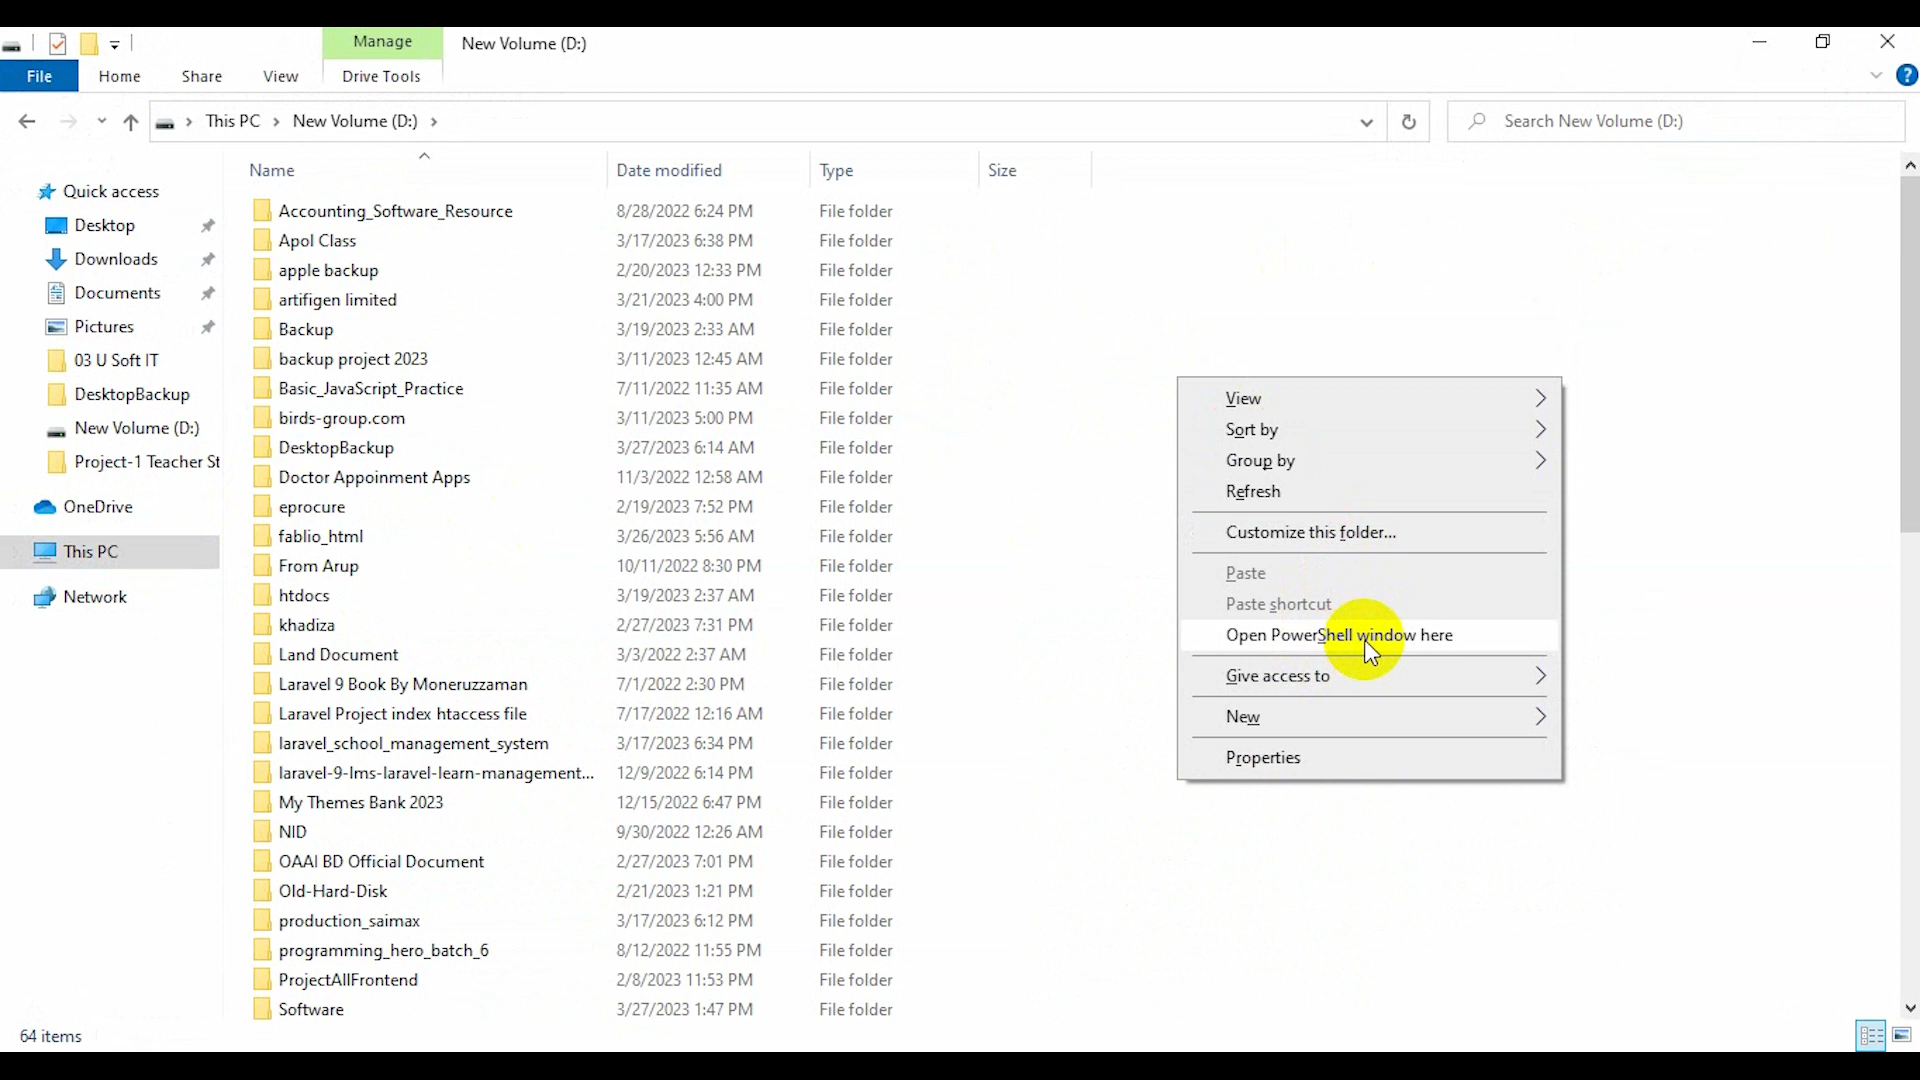 Manage
New Volume (D:)
File
Home
Share
View
Drive Tools
This PC
New Volume (D:)
Search New Volume (D:)
Name
Date modified
Type
Size
Quick access
Desktop
Downloads
Documents
Pictures
03 U Soft IT
DesktopBackup
New Volume (D:)
Project-1 Teacher St
OneDrive
This PC
Network
Accounting_Software_Resource 8/28/2022 6:24 PM File folder
Apol Class 3/17/2023 6:38 PM File folder
apple backup 2/20/2023 12:33 PM File folder
artifigen limited 3/21/2023 4:00 PM File folder
Backup 3/19/2023 2:33 AM File folder
backup project 2023 3/11/2023 12:45 AM File folder
Basic_JavaScript_Practice 7/11/2022 11:35 AM File folder
birds-group.com 3/11/2023 5:00 PM File folder
DesktopBackup 3/27/2023 6:14 AM File folder
Doctor Appoinment Apps 11/3/2022 12:58 AM File folder
eprocure 2/19/2023 7:52 PM File folder
fablio_html 3/26/2023 5:56 AM File folder
From Arup 10/11/2022 8:30 PM File folder
htdocs 3/19/2023 2:37 AM File folder
khadiza 2/27/2023 7:31 PM File folder
Land Document 3/3/2022 2:37 AM File folder
Laravel 9 Book By Moneruzzaman 7/1/2022 2:30 PM File folder
Laravel Project index htaccess file 7/17/2022 12:16 AM File folder
laravel_school_management_system 3/17/2023 6:34 PM File folder
laravel-9-lms-laravel-learn-management... 12/9/2022 6:14 PM File folder
My Themes Bank 2023 12/15/2022 6:47 PM File folder
NID 9/30/2022 12:26 AM File folder
OAAI BD Official Document 2/27/2023 7:01 PM File folder
Old-Hard-Disk 2/21/2023 1:21 PM File folder
production_saimax 3/17/2023 6:12 PM File folder
programming_hero_batch_6 8/12/2022 11:55 PM File folder
ProjectAllFrontend 2/8/2023 11:53 PM File folder
Software 3/27/2023 1:47 PM File folder
View
Sort by
Group by
Refresh
Customize this folder...
Paste
Paste shortcut
Open PowerShell window here
Give access to
New
Properties
64 items